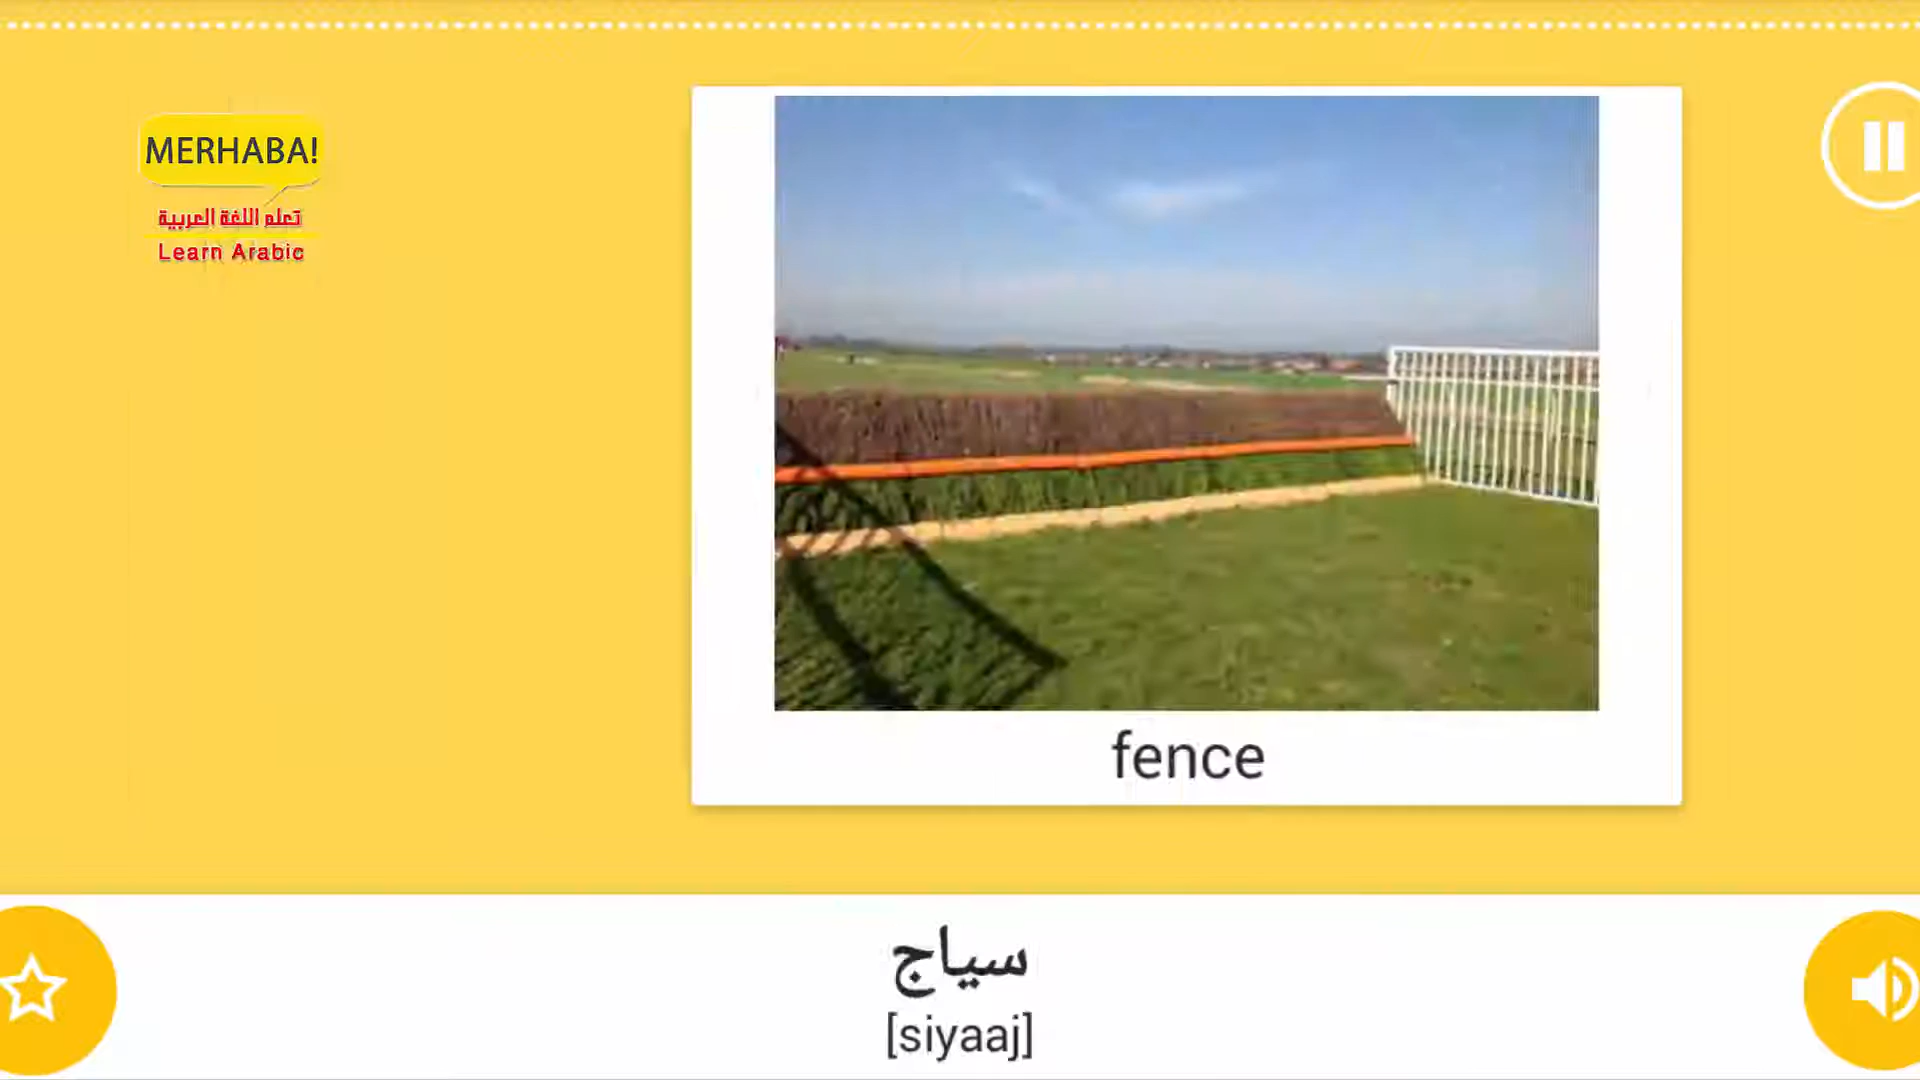 MERHABA!
تعلم اللغة العربية
Learn Arabic
fence
سياج
[siyaaj]